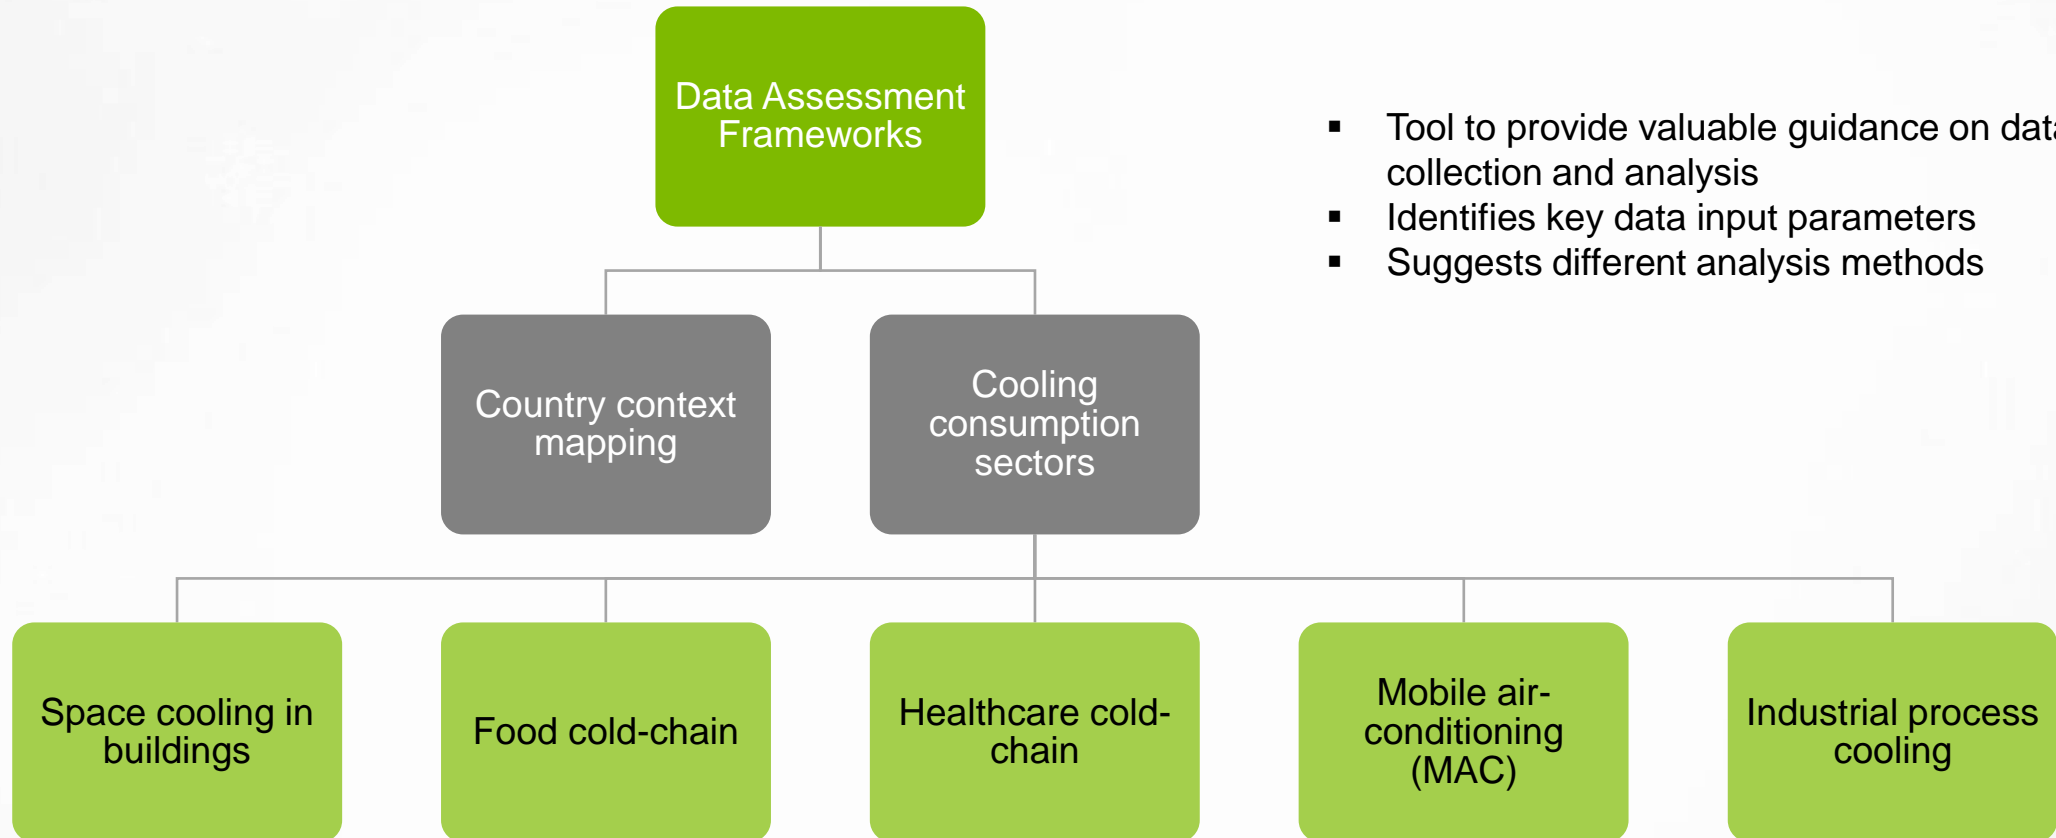 Data Assessment
Frameworks
▪ Tool to provide valuable guidance on data
collection and analysis
▪ Identifies key data input parameters
▪ Suggests different analysis methods
Country context
mapping
Cooling
consumption
sectors
Space cooling in
buildings
Food cold-chain
Healthcare cold-
chain
Mobile air-
conditioning
(MAC)
Industrial process
cooling